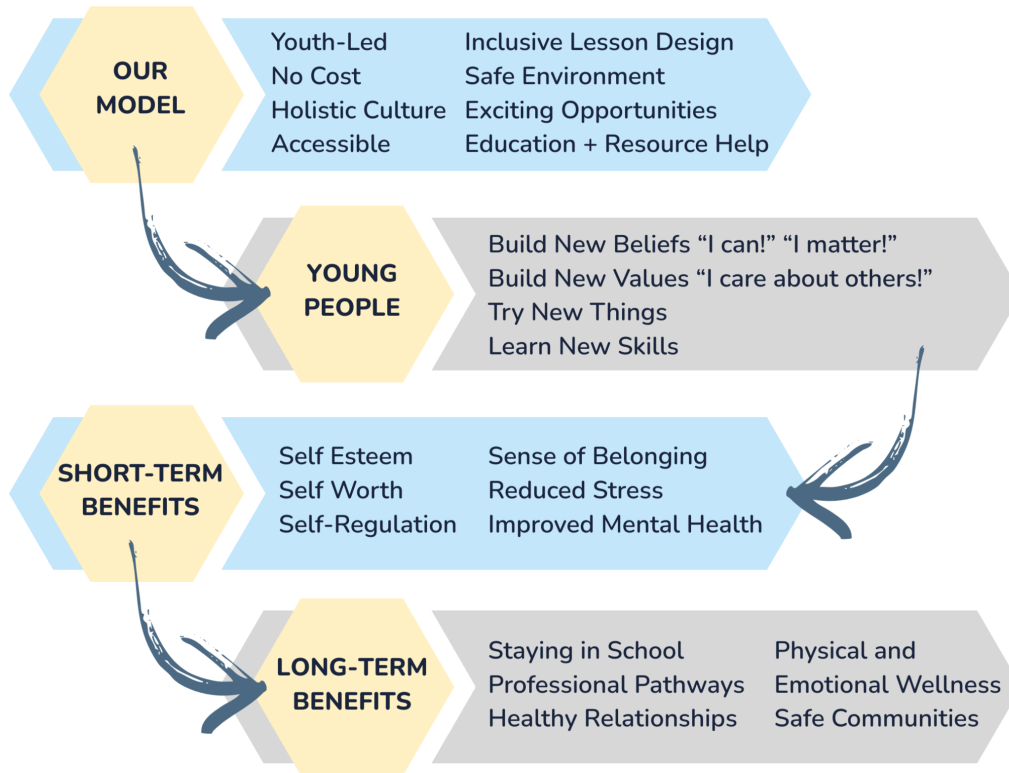 OUR
MODEL
Youth-Led
No Cost
Holistic Culture
Accessible
Inclusive Lesson Design
Safe Environment
Exciting Opportunities
Education + Resource Help
YOUNG
PEOPLE
Build New Beliefs “I can!” “I matter!”
Build New Values “I care about others!”
Try New Things
Learn New Skills
SHORT-TERM
BENEFITS
Self Esteem
Self Worth
Self-Regulation
Sense of Belonging
Reduced Stress
Improved Mental Health
LONG-TERM
BENEFITS
Staying in School
Professional Pathways
Healthy Relationships
Physical and
Emotional Wellness
Safe Communities